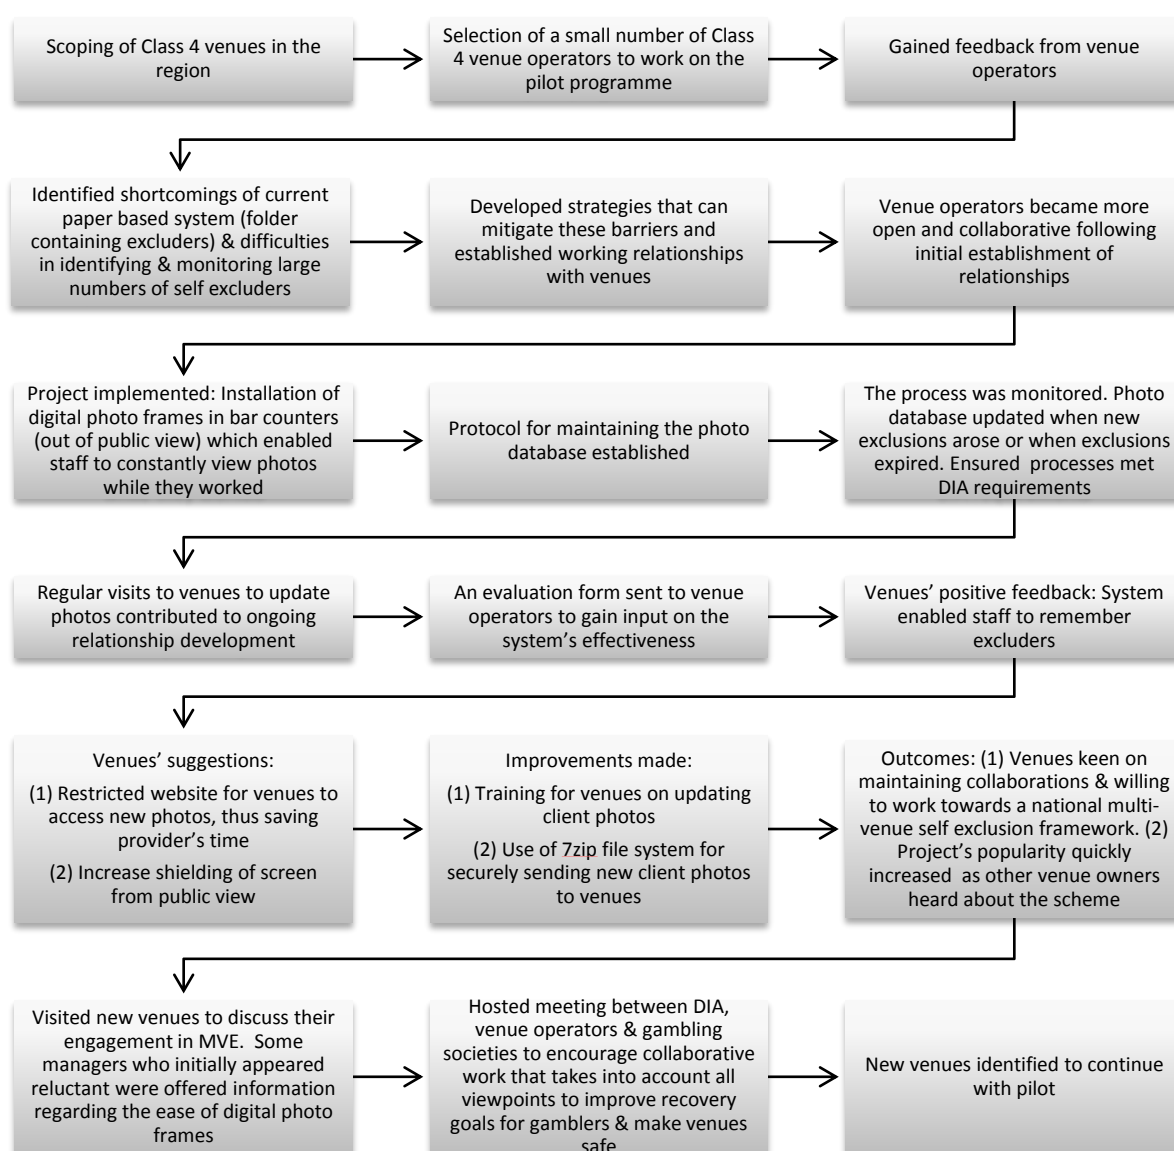 Scoping of Class 4 venues in the
region
Selection of a small number of Class
4 venue operators to work on the
pilot programme
Gained feedback from venue
operators
Identified shortcomings of current
paper based system (folder
containing excluders) & difficulties
in identifying & monitoring large
numbers of self excluders
Developed strategies that can
mitigate these barriers and
established working relationships
with venues
Venue operators became more
open and collaborative following
initial establishment of
relationships
Project implemented: Installation of
digital photo frames in bar counters
(out of public view) which enabled
staff to constantly view photos
while they worked
Protocol for maintaining the photo
database established
The process was monitored. Photo
database updated when new
exclusions arose or when exclusions
expired. Ensured  processes met
DIA requirements
Regular visits to venues to update
photos contributed to ongoing
relationship development
An evaluation form sent to venue
operators to gain input on the
system's effectiveness
Venues' positive feedback: System
enabled staff to remember
excluders
Venues' suggestions:
(1) Restricted website for venues to
access new photos, thus saving
provider's time
(2) Increase shielding of screen
from public view
Improvements made:
(1) Training for venues on updating
client photos
(2) Use of 7zip file system for
securely sending new client photos
to venues
Outcomes: (1) Venues keen on
maintaining collaborations & willing
to work towards a national multi-
venue self exclusion framework. (2)
Project's popularity quickly
increased  as other venue owners
heard about the scheme
Visited new venues to discuss their
engagement in MVE.  Some
managers who initially appeared
reluctant were offered information
regarding the ease of digital photo
frames
Hosted meeting between DIA,
venue operators & gambling
societies to encourage collaborative
work that takes into account all
viewpoints to improve recovery
goals for gamblers & make venues
safe
New venues identified to continue
with pilot